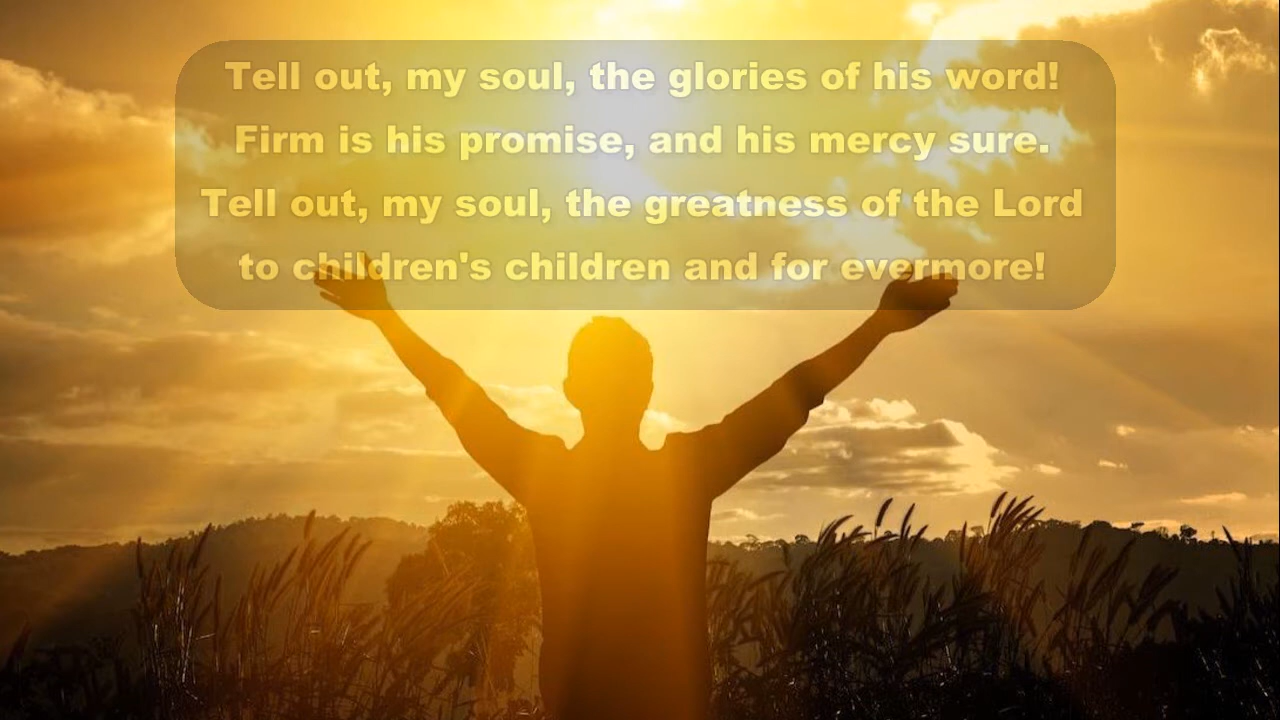 Tell out, my soul, the glories of his word!
Firm is his promise, and his mercy sure.
Tell out, my soul, the greatness of the Lord
to children's children and for evermore!